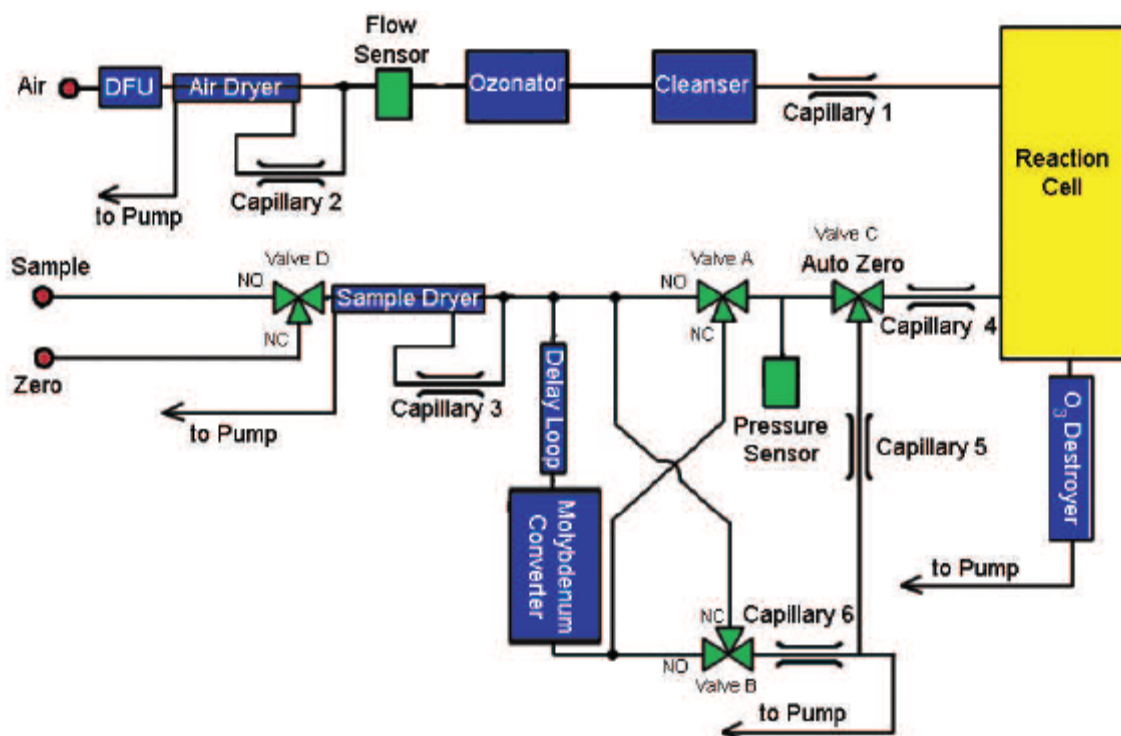 Flow
Sensor
Air
DFU
Air Dryer
Ozonator
Cleanser
Capillary 1
Reaction
Cell
Capillary 2
to Pump
Sample
NO
Valve D
NC
Zero
Sample Dryer
Capillary 3
to Pump
Delay Loop
Molybdenum
Converter
NO
Valve A
NC
Valve C
Auto Zero
Capillary 4
Pressure
Sensor
Capillary 5
O3 Destroyer
to Pump
NC
Capillary 6
NO
Valve B
to Pump